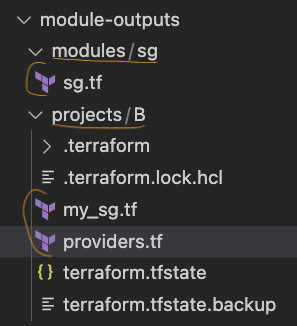 module-outputs
modules/sg
sg.tf
projects/B
.terraform
.terraform.lock.hcl
my_sg.tf
providers.tf
{} terraform.tfstate
terraform.tfstate.backup